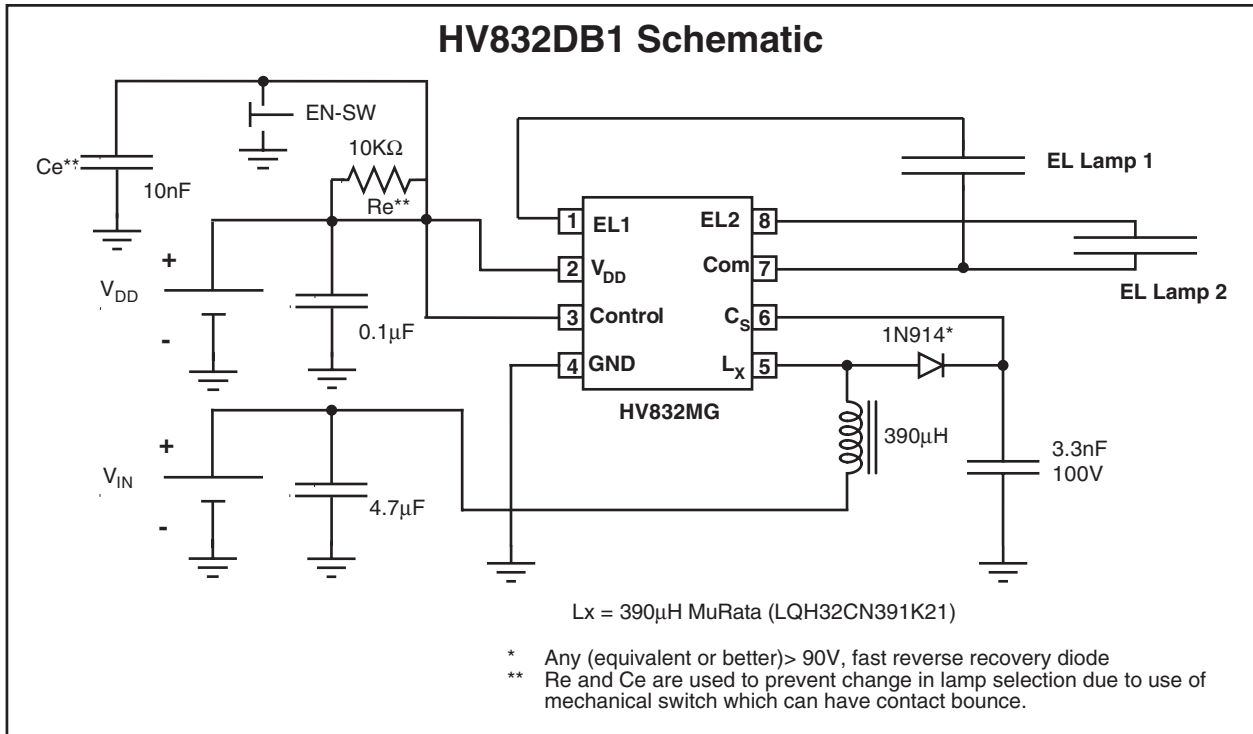 HV832DB1 Schematic
EN-SW
Ce**
10nF
10KΩ
Re**
+
VDD
-
0.1µF
+
VIN
-
4.7µF
1 EL1
2 VDD
3 Control
4 GND
EL2 8
Com 7
CS 6
LX 5
HV832MG
EL Lamp 1
EL Lamp 2
1N914*
390µH
3.3nF
100V
Lx = 390µH MuRata (LQH32CN391K21)
* Any (equivalent or better)> 90V, fast reverse recovery diode
** Re and Ce are used to prevent change in lamp selection due to use of
mechanical switch which can have contact bounce.